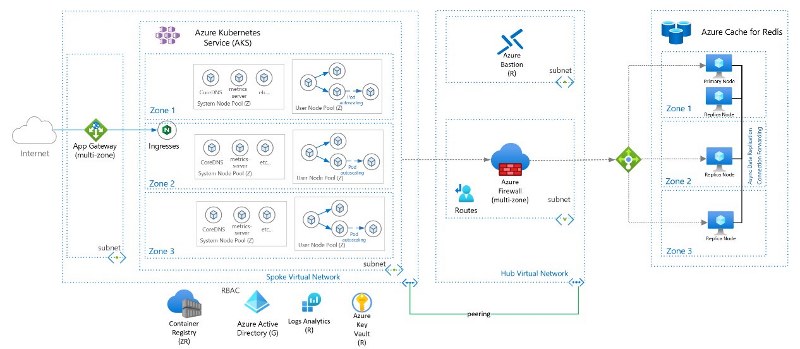 Azure Kubernetes
Service (AKS)
CoreDNS
metrics
server
etc..
System Node Pool (Z)
Pod
autoscaling
User Node Pool (Z)
Zone 1
CoreDNS
metrics-
server
etc..
System Node Pool (Z)
Pod
autoscaling
User Node Pool (Z)
Zone 2
CoreDNS
metrics-
server
etc..
System Node Pool (Z)
Pod
autoscaling
User Node Pool (Z)
Zone 3
Internet
App Gateway
(multi-zone)
Ingresses
subnet
subnet
Spoke Virtual Network
Azure
Bastion
(R)
subnet
Azure
Firewall
(multi-zone)
Routes
subnet
Hub Virtual Network
peering
Azure Cache for Redis
Primary Node
Zone 1
Replica Node
Zone 2
Replica Node
Zone 3
Replica Node
Async Data Replication
Connection Forwarding
Container
Registry
(ZR)
RBAC
Azure Active
Directory (G)
Logs Analytics
(R)
Azure
Key
Vault
(R)